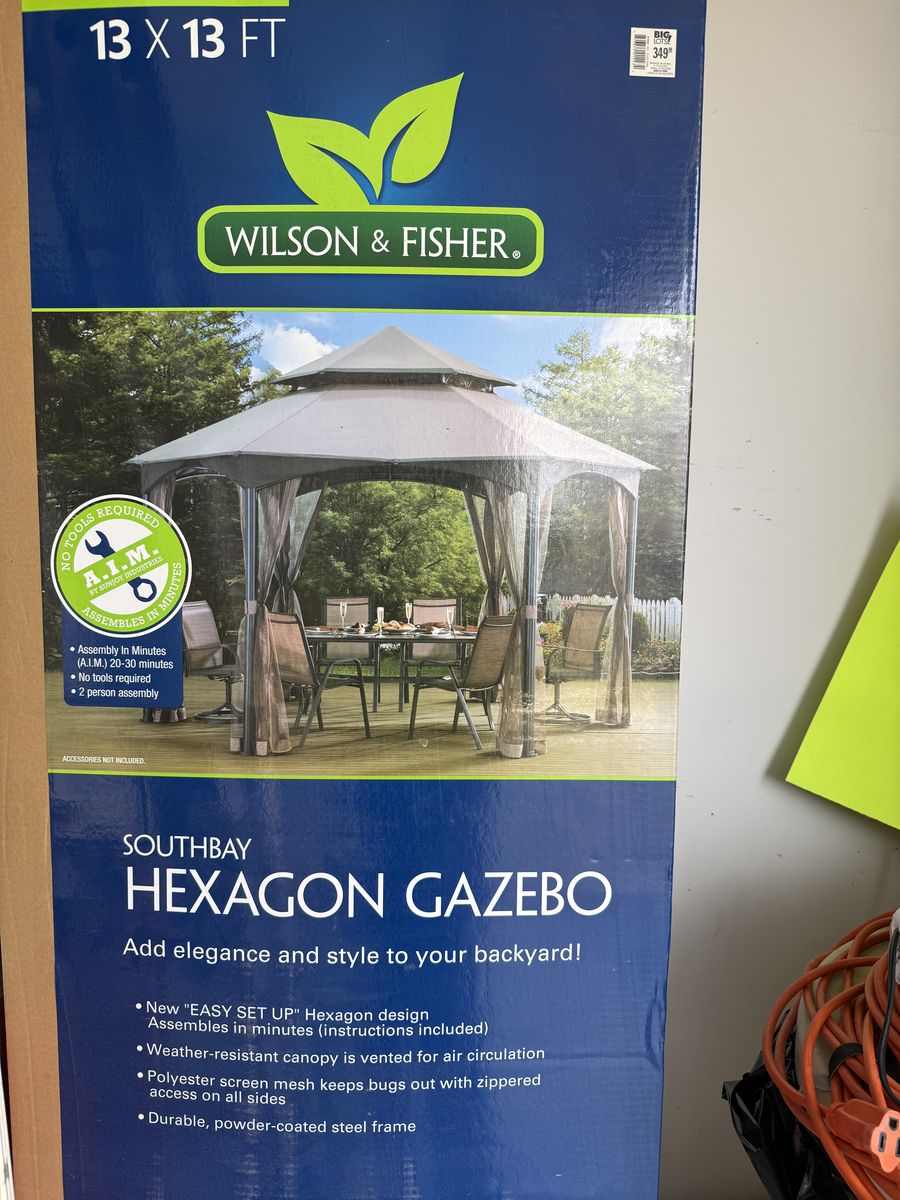 13 X 13 FT
BIG
LOTS!
349
WILSON & FISHER®
NO TOOLS REQUIRED
A.I.M.
BY SUNJOY INDUSTRIES
ASSEMBLES IN MINUTES
• Assembly In Minutes
(A.I.M.) 20-30 minutes
• No tools required
• 2 person assembly
ACCESSORIES NOT INCLUDED.
SOUTHBAY
HEXAGON GAZEBO
Add elegance and style to your backyard!
• New "EASY SET UP" Hexagon design
Assembles in minutes (instructions included)
• Weather-resistant canopy is vented for air circulation
• Polyester screen mesh keeps bugs out with zippered
access on all sides
• Durable, powder-coated steel frame